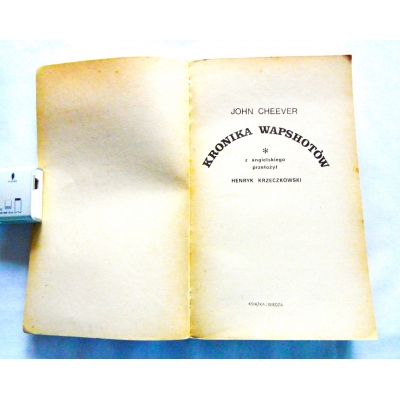 JOHN CHEEVER
KRONIKA WAPSHOTÓW
*
z angielskiego
przełożył
HENRYK KRZECZKOWSKI
KSIĄŻKA I WIEDZA